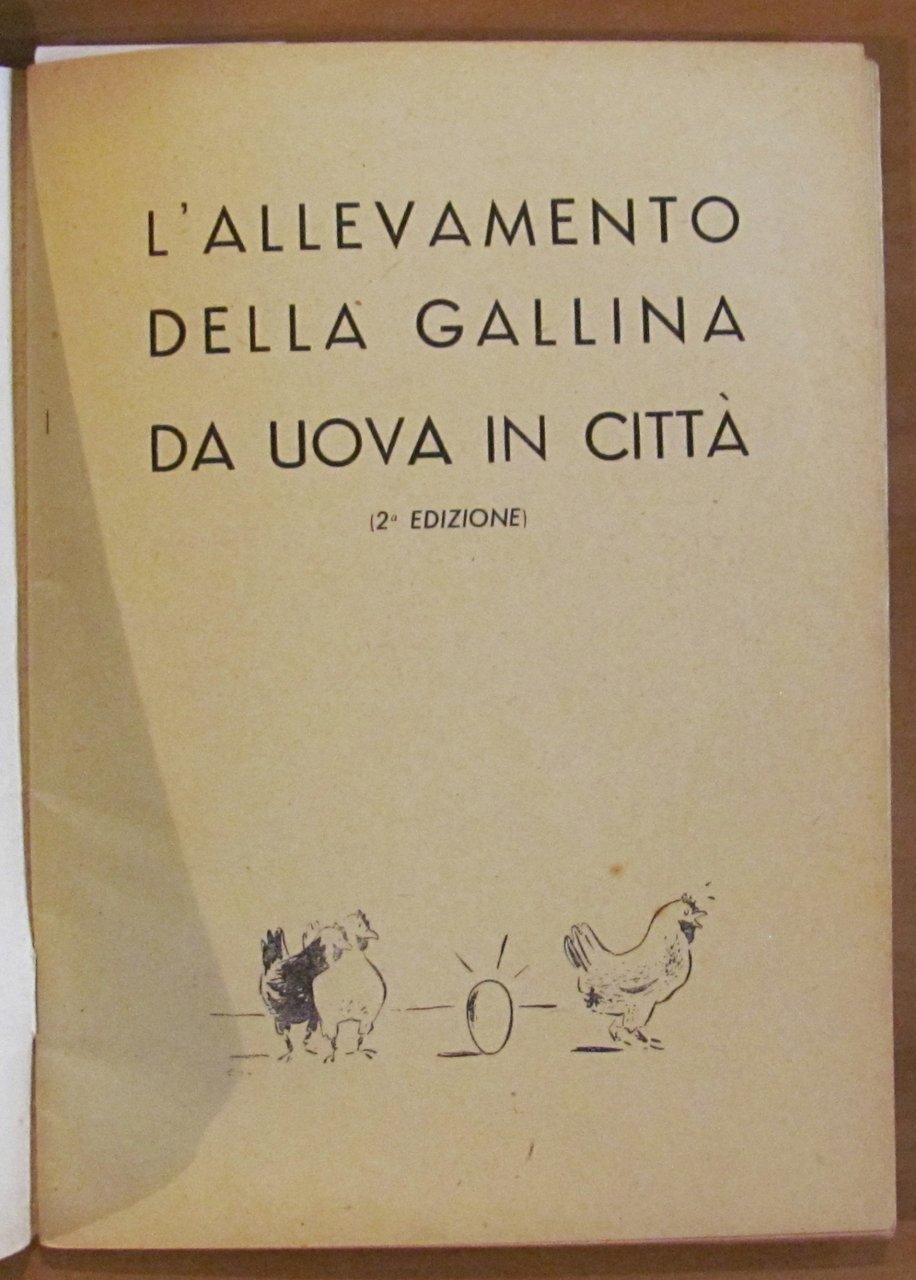 L'ALLEVAMENTO
DELLA GALLINA
DA UOVA IN CITTÀ
(2ª EDIZIONE)